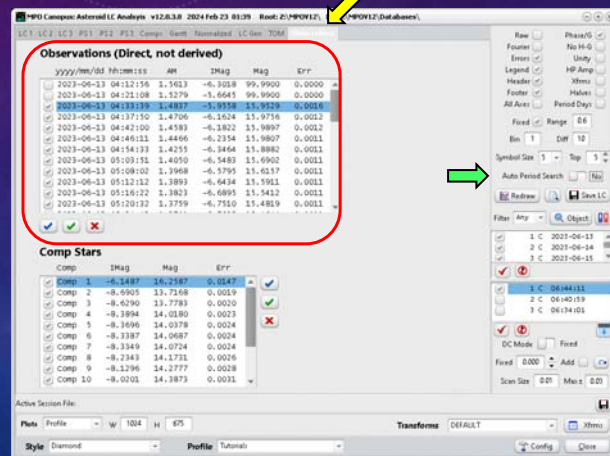 MPO Canopus: Asteroid LC Analysis v12.0.3.0 2024 Feb 23 01:39 Root: Z:\MPOV12\ \MPOV12\Databases\
LC 1 LC 2 LC 3 PS 1 PS 2 PS 3 Comps Gantt Normalized LC Gen TOM
Observations (Direct, not derived)
yyyy/mm/dd hh:mm:ss AM IMag Mag Err
2023-06-13 04:12:56 1.5613 -6.3018 99.9900 0.0000
2023-06-13 04:21:08 1.5279 -5.6645 99.9900 0.0000
2023-06-13 04:33:39 1.4837 -5.9558 15.9529 0.0016
2023-06-13 04:37:50 1.4706 -6.1624 15.9756 0.0012
2023-06-13 04:42:00 1.4583 -6.1822 15.9897 0.0012
2023-06-13 04:46:11 1.4466 -6.2354 15.9807 0.0011
2023-06-13 04:54:33 1.4255 -6.3464 15.8882 0.0011
2023-06-13 05:03:51 1.4050 -6.5483 15.6902 0.0011
2023-06-13 05:08:02 1.3968 -6.5795 15.6157 0.0011
2023-06-13 05:12:12 1.3893 -6.6434 15.5911 0.0011
2023-06-13 05:16:22 1.3823 -6.6895 15.5412 0.0011
2023-06-13 05:20:32 1.3759 -6.7510 15.4819 0.0011
Comp Stars
Comp IMag Mag Err
Comp 1 -6.1487 16.2587 0.0147
Comp 2 -8.6905 13.7168 0.0019
Comp 3 -8.6290 13.7783 0.0020
Comp 4 -8.3894 14.0180 0.0023
Comp 5 -8.3696 14.0378 0.0024
Comp 6 -8.3387 14.0687 0.0024
Comp 7 -8.3349 14.0724 0.0024
Comp 8 -8.2343 14.1731 0.0026
Comp 9 -8.1296 14.2777 0.0028
Comp 10 -8.0201 14.3873 0.0031
Raw Phase/G
Fourier No H-G
Errors Unity
Legend HP Amp
Header Xfrms
Footer Halves
All Axes Period Days
Fixed Range 0.6
Bin 1 Diff 10
Symbol Size 5 Top 5
Auto Period Search No
Redraw Save LC
Filter Any Object
1 C 2023-06-13
2 C 2023-06-14
3 C 2023-06-15
1 C 06:44:11
2 C 06:40:59
3 C 06:34:01
DC Mode Fixed
Fixed 0.000 Add
Scan Size 0.01 Max ± 0.03
Active Session File:
Plots Profile W 1024 H 675 Transforms DEFAULT Xfrms
Style Diamond Profile Tutorials Config Close